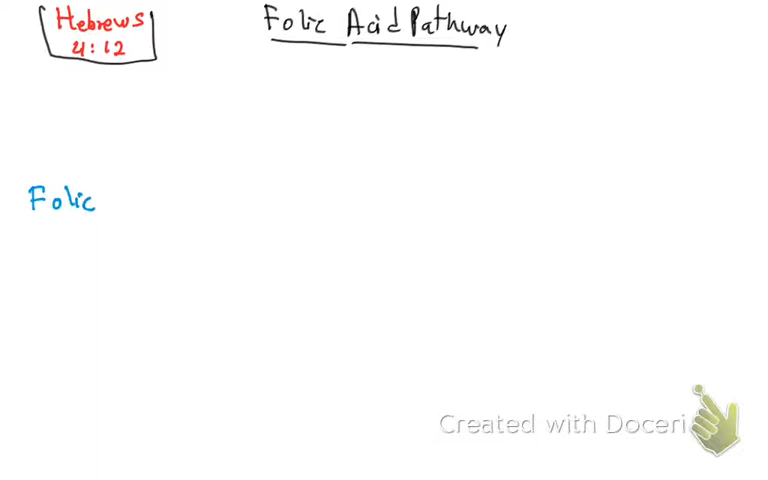 Hebrews
4:12
Folic Acid Pathway
Folic
Created with Doceri